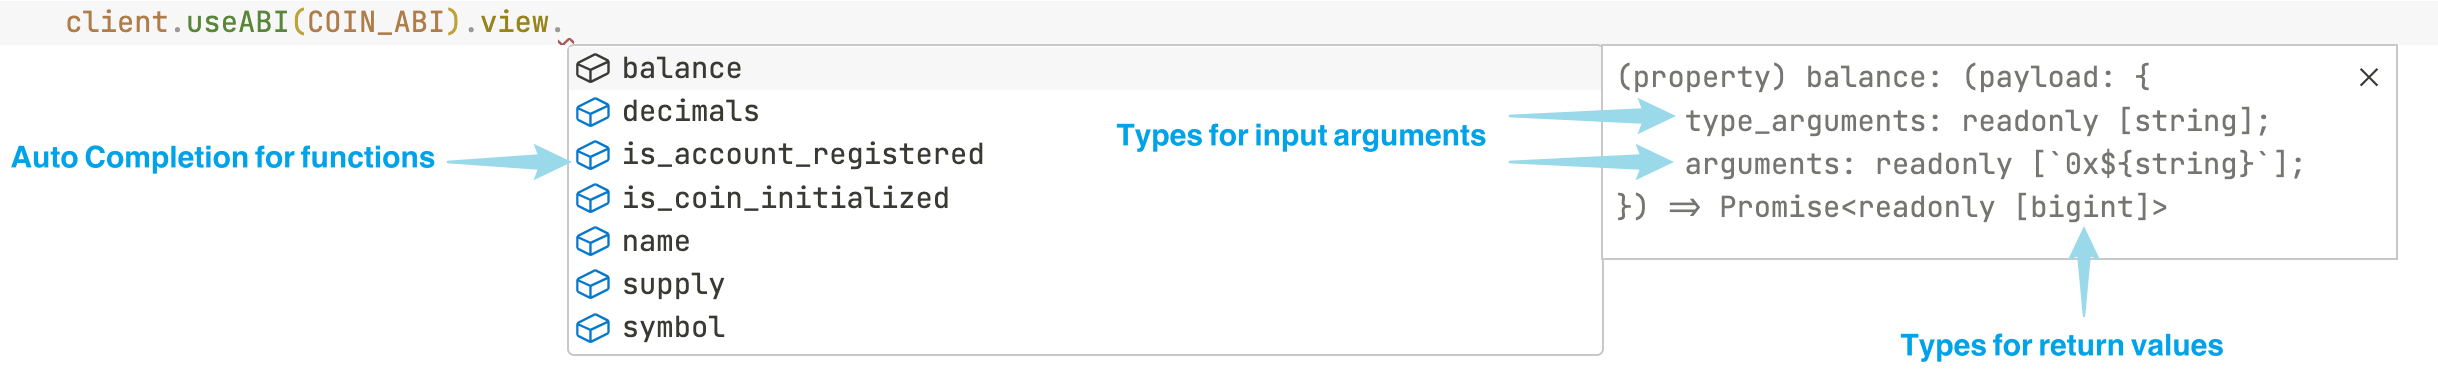 client.useABI(COIN_ABI).view.
balance
decimals
is_account_registered
is_coin_initialized
name
supply
symbol
Auto Completion for functions
Types for input arguments
(property) balance: (payload: {
type_arguments: readonly [string];
arguments: readonly [`0x${string}`];
}) => Promise<readonly [bigint]>
Types for return values